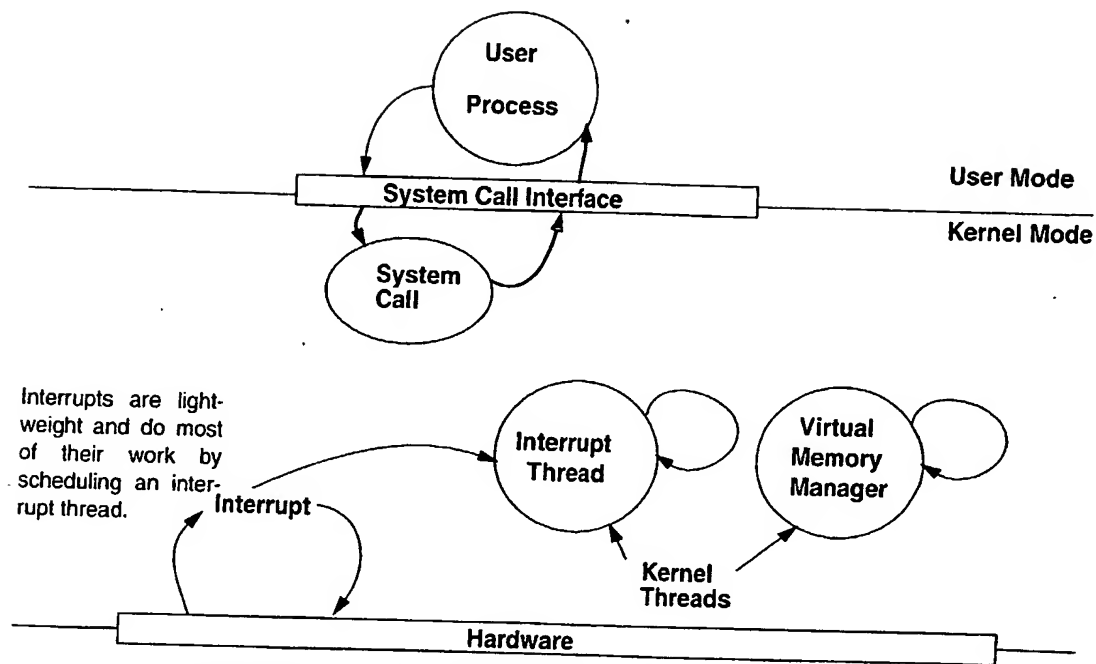 User
Process
System Call Interface
User Mode
Kernel Mode
System
Call
Interrupts are light-
weight and do most
of their work by
scheduling an inter-
rupt thread.
Interrupt
Interrupt
Thread
Virtual
Memory
Manager
Kernel
Threads
Hardware